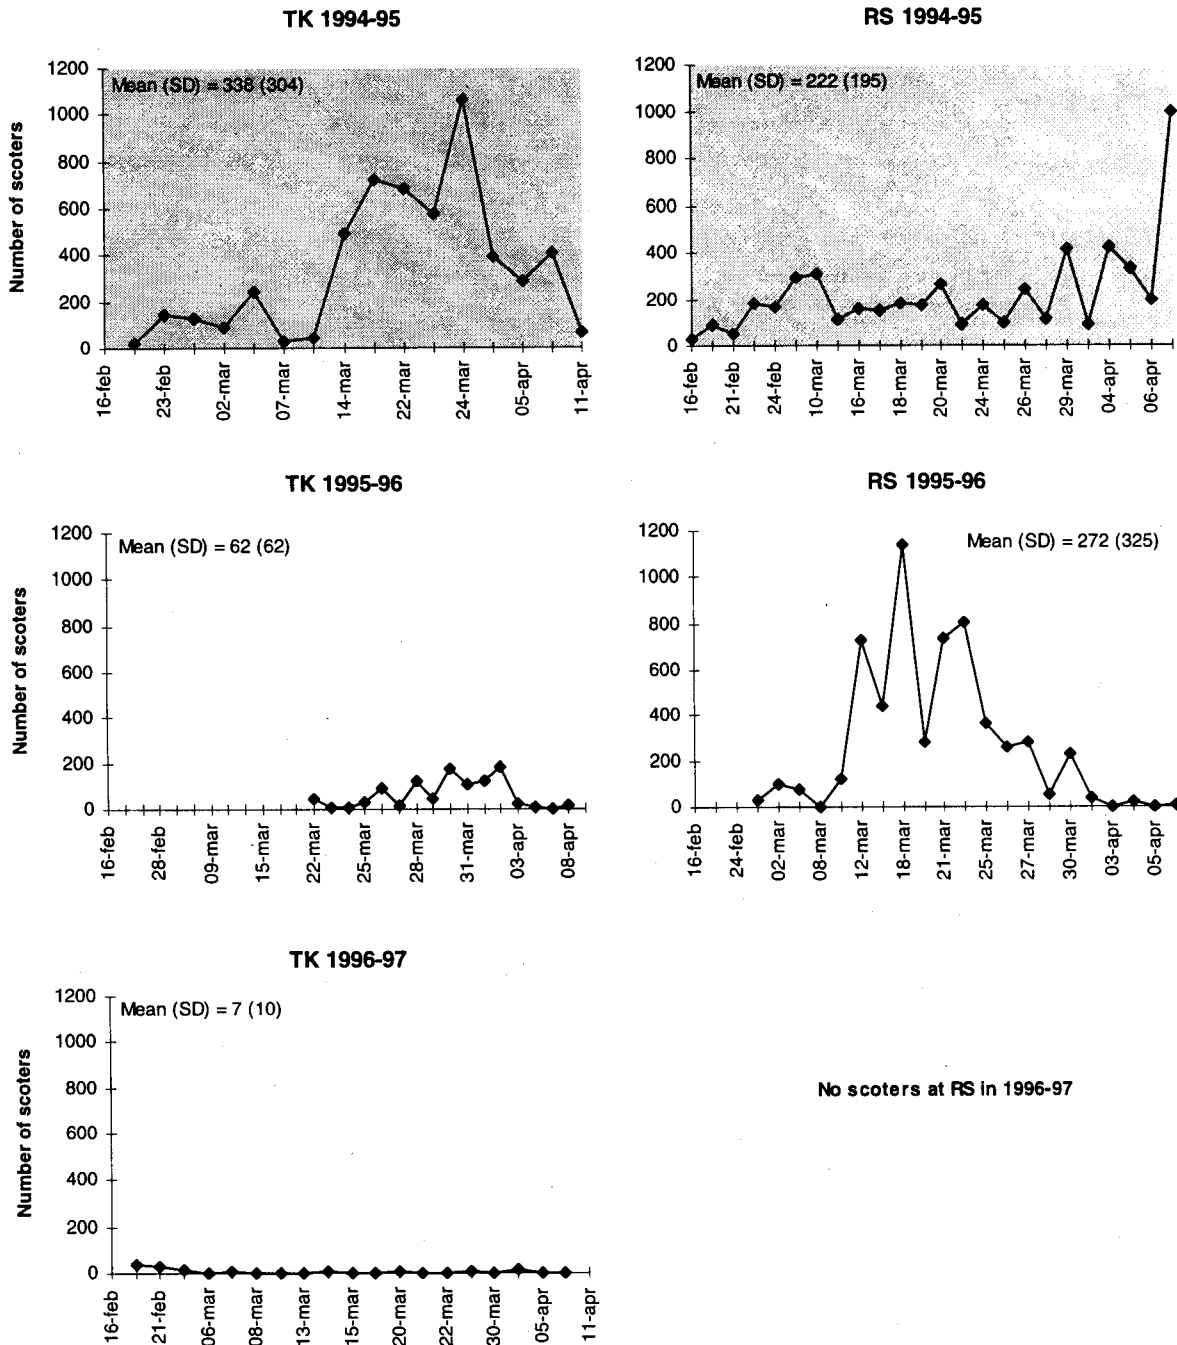 TK 1994-95
Number of scoters
Mean (SD) = 338 (304)
1200
1000
800
600
400
200
0
16-feb
23-feb
02-mar
07-mar
14-mar
22-mar
24-mar
05-apr
11-apr
RS 1994-95
Mean (SD) = 222 (195)
1200
1000
800
600
400
200
0
16-feb
21-feb
24-feb
10-mar
16-mar
18-mar
20-mar
24-mar
26-mar
29-mar
04-apr
06-apr
TK 1995-96
Number of scoters
Mean (SD) = 62 (62)
1200
1000
800
600
400
200
0
16-feb
28-feb
09-mar
15-mar
22-mar
25-mar
28-mar
31-mar
03-apr
08-apr
RS 1995-96
Mean (SD) = 272 (325)
1200
1000
800
600
400
200
0
16-feb
24-feb
02-mar
08-mar
12-mar
18-mar
21-mar
25-mar
27-mar
30-mar
03-apr
05-apr
TK 1996-97
Number of scoters
Mean (SD) = 7 (10)
1200
1000
800
600
400
200
0
16-feb
21-feb
06-mar
08-mar
13-mar
15-mar
20-mar
22-mar
30-mar
05-apr
11-apr
No scoters at RS in 1996-97